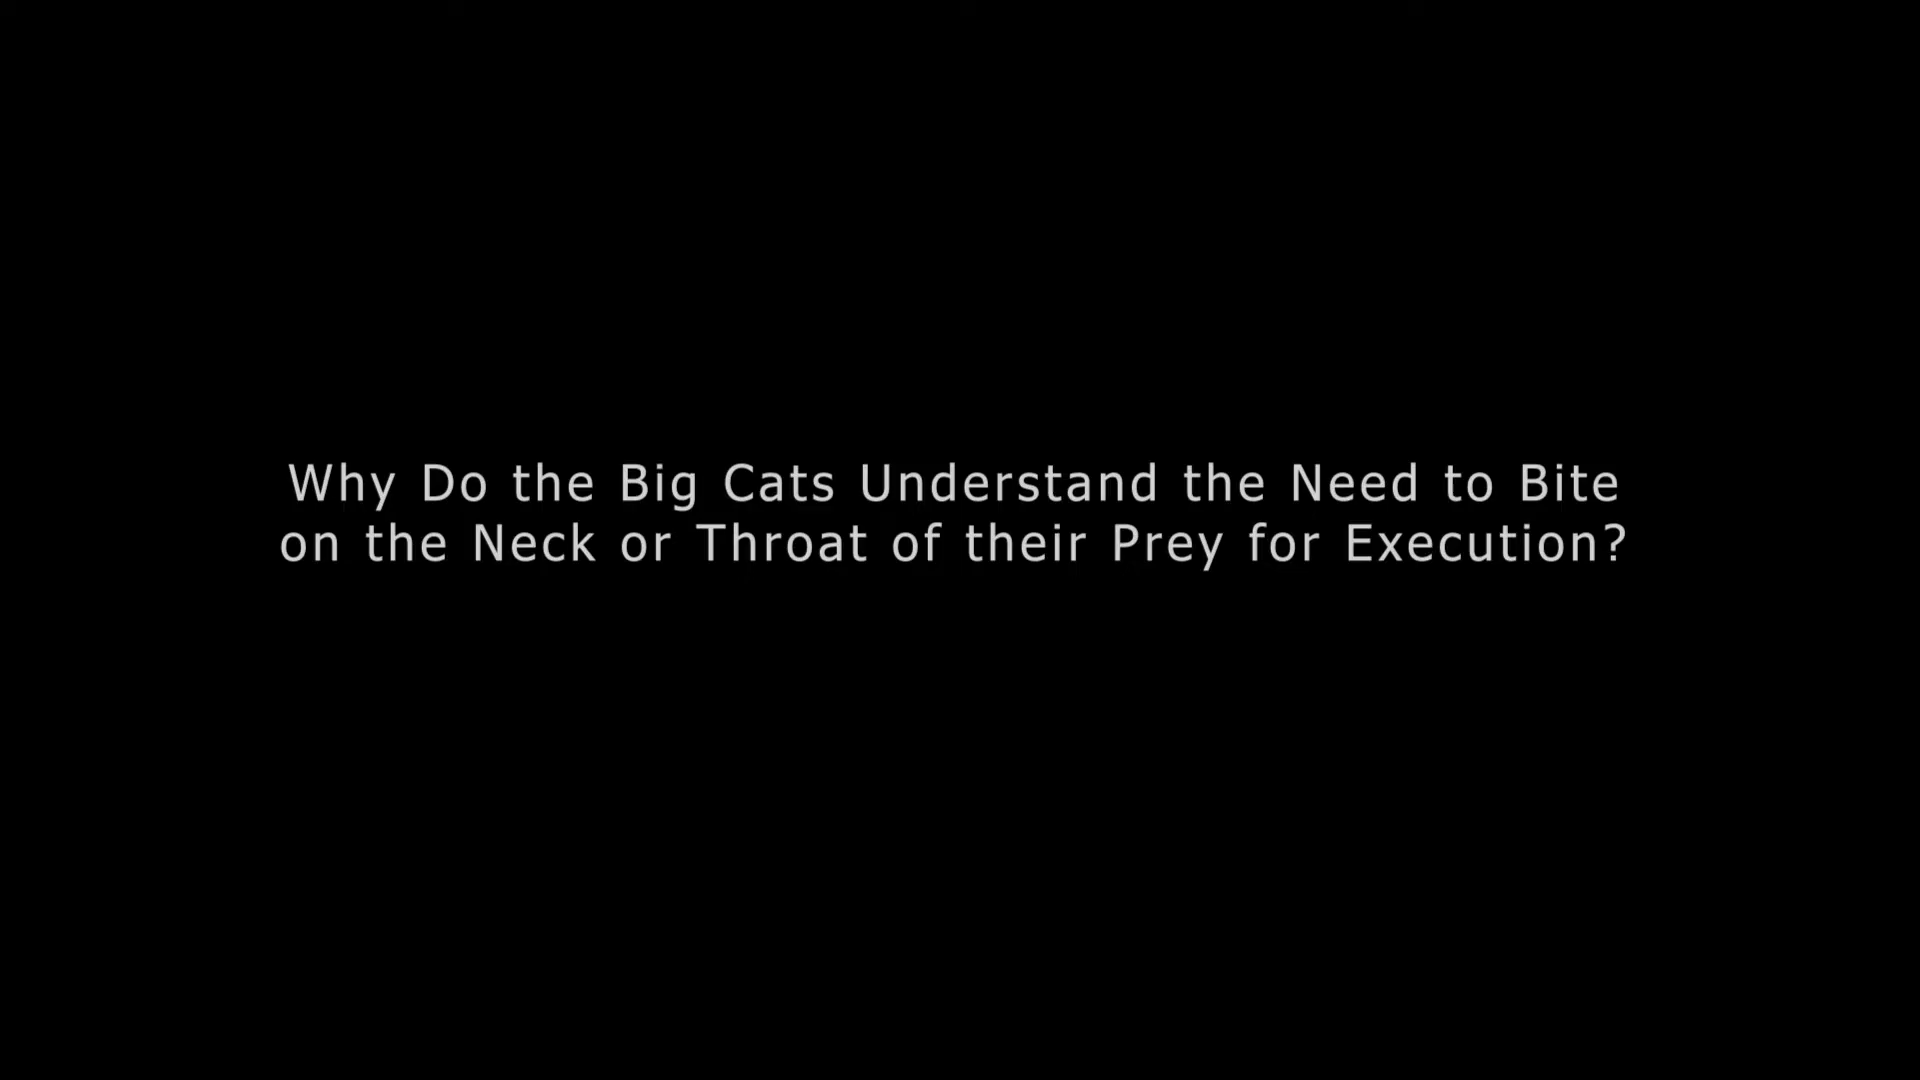 Why Do the Big Cats Understand the Need to Bite
on the Neck or Throat of their Prey for Execution?